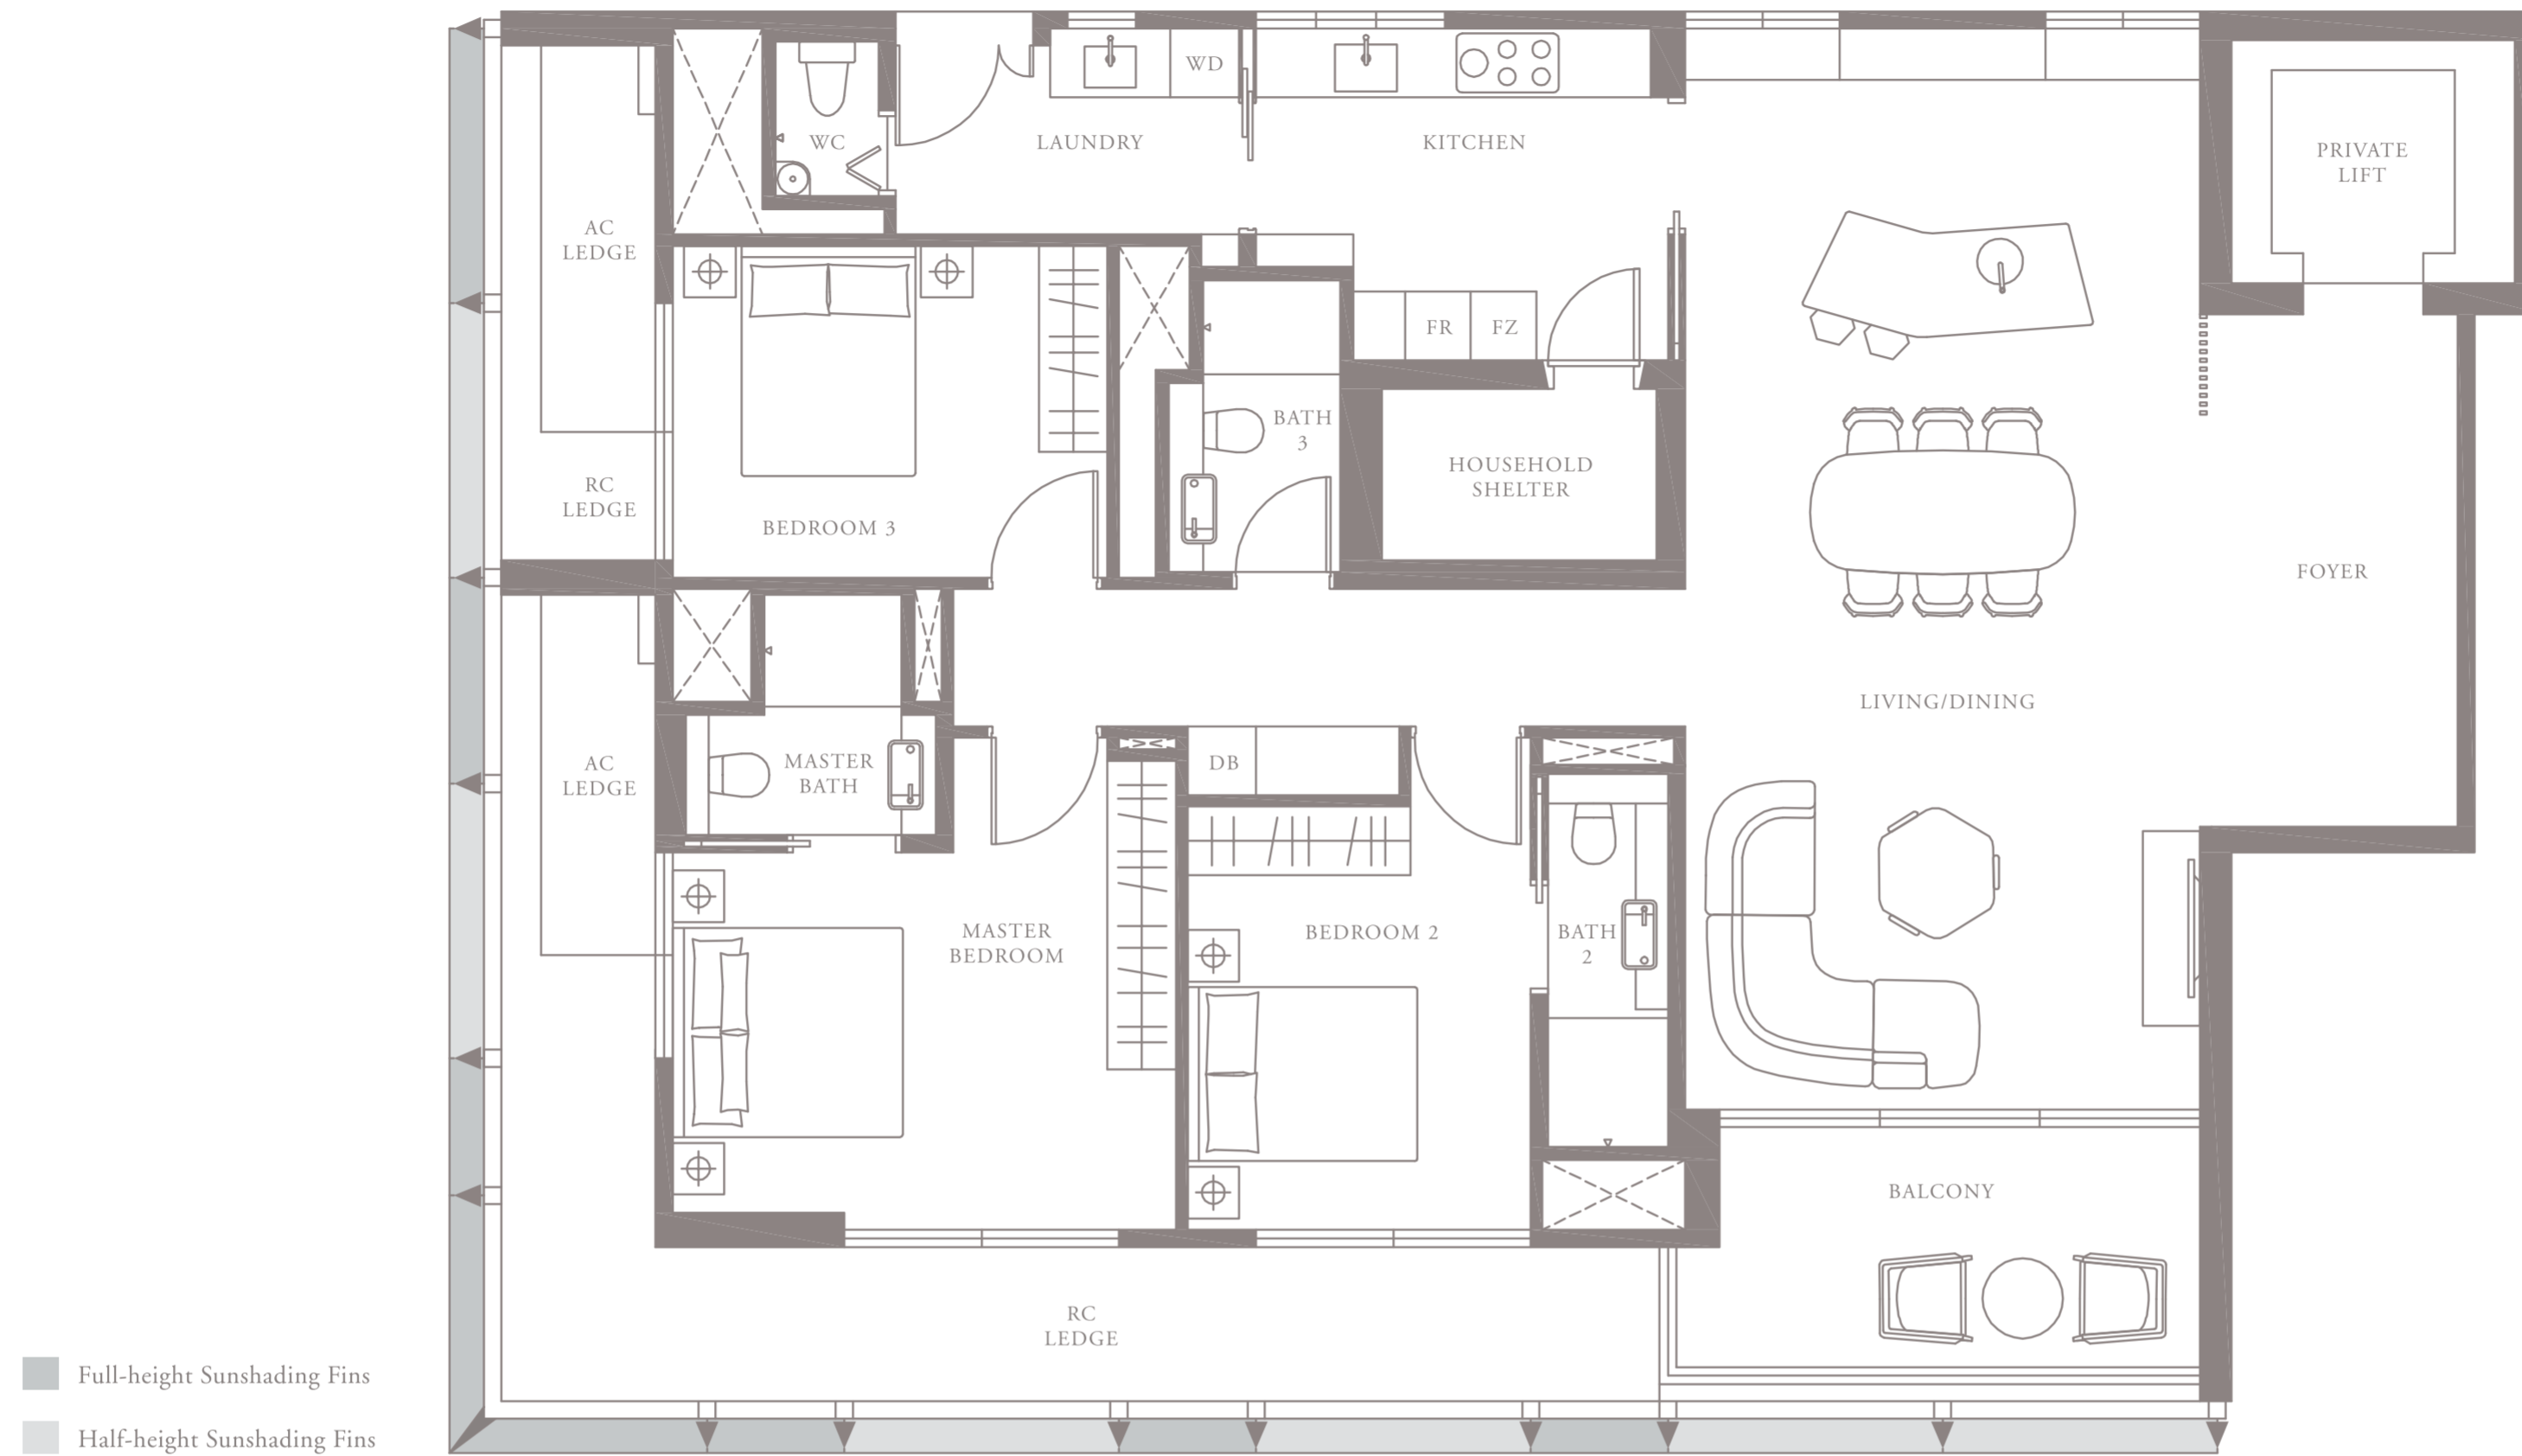 WD
WC
LAUNDRY
KITCHEN
PRIVATE
LIFT
AC
LEDGE
FR
FZ
BATH
3
HOUSEHOLD
SHELTER
RC
LEDGE
BEDROOM 3
FOYER
LIVING/DINING
AC
LEDGE
MASTER
BATH
DB
MASTER
BEDROOM
BEDROOM 2
BATH
2
BALCONY
RC
LEDGE
Full-height Sunshading Fins
Half-height Sunshading Fins